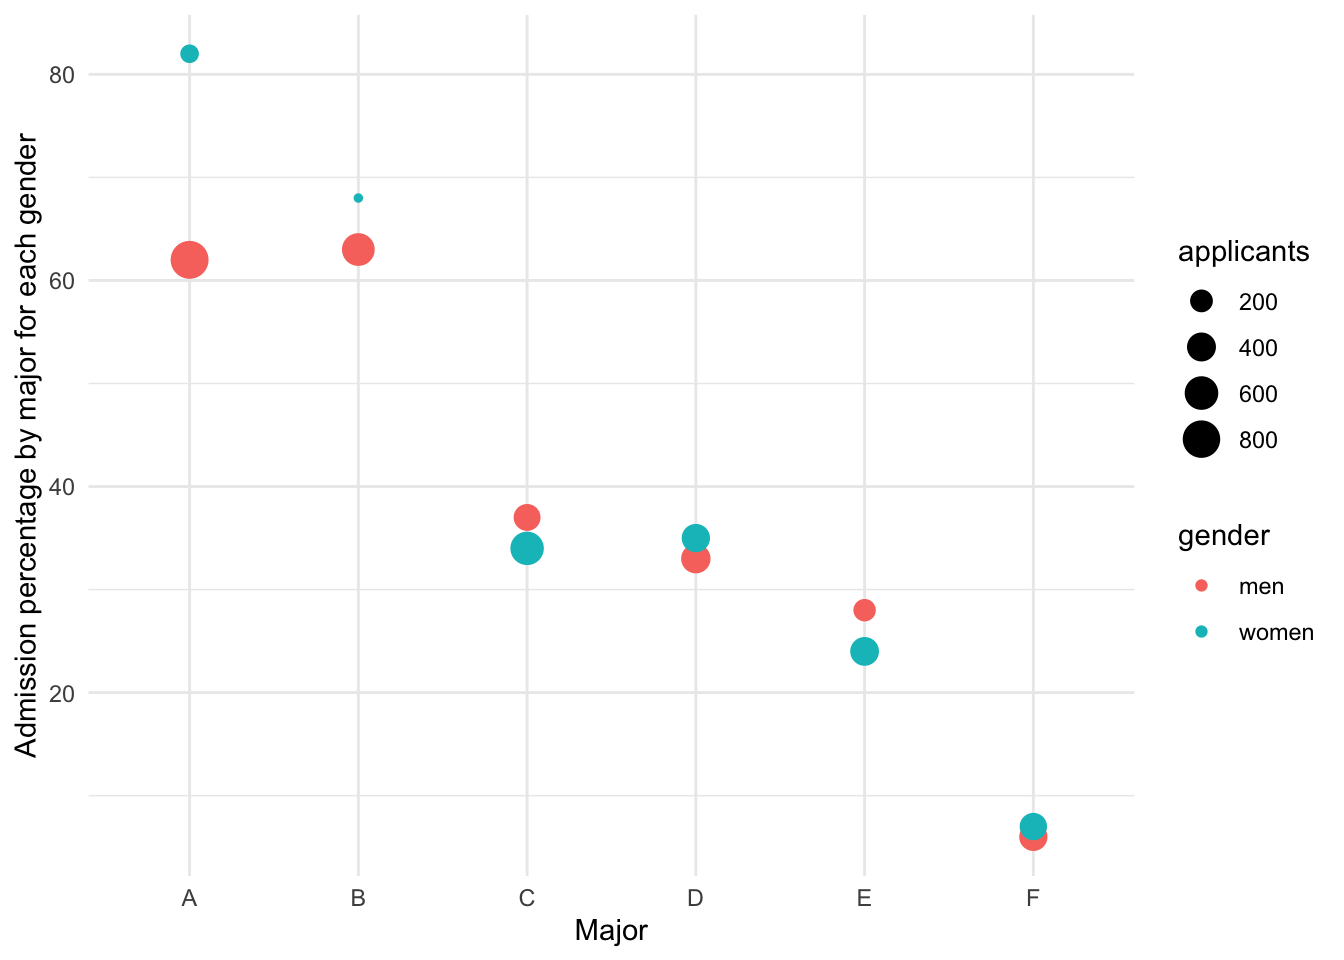 Admission percentage by major for each gender
80
60
40
20
A B C D E F
Major
applicants
200
400
600
800
gender
men
women